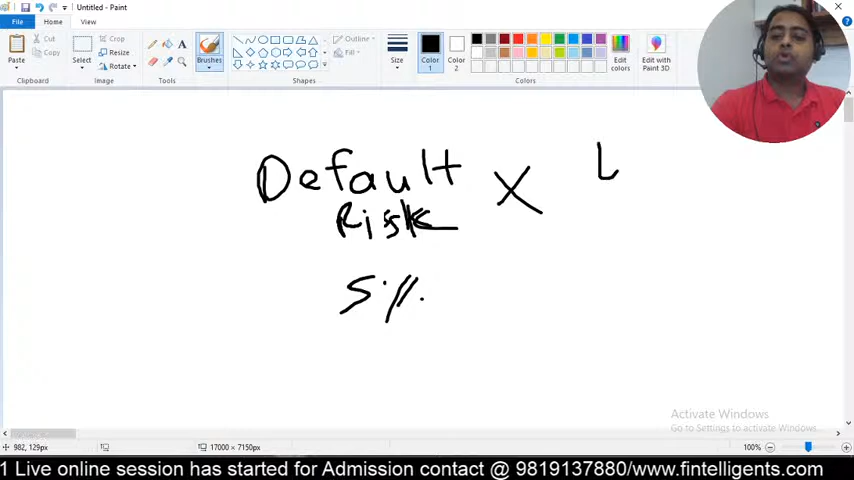 Untitled - Paint
File Home View
Paste Cut Copy Clipboard
Select Crop Resize Rotate Image
A Tools
Brushes
Outline Fill Shapes
Size
Color 1 Color 2 Edit colors Colors
Edit with Paint 3D
Default X L
Risk
5%
Activate Windows
Go to Settings to activate Windows.
982, 129px 17000 × 7150px 100%
1 Live online session has started for Admission contact @ 9819137880/www.fintelligents.com